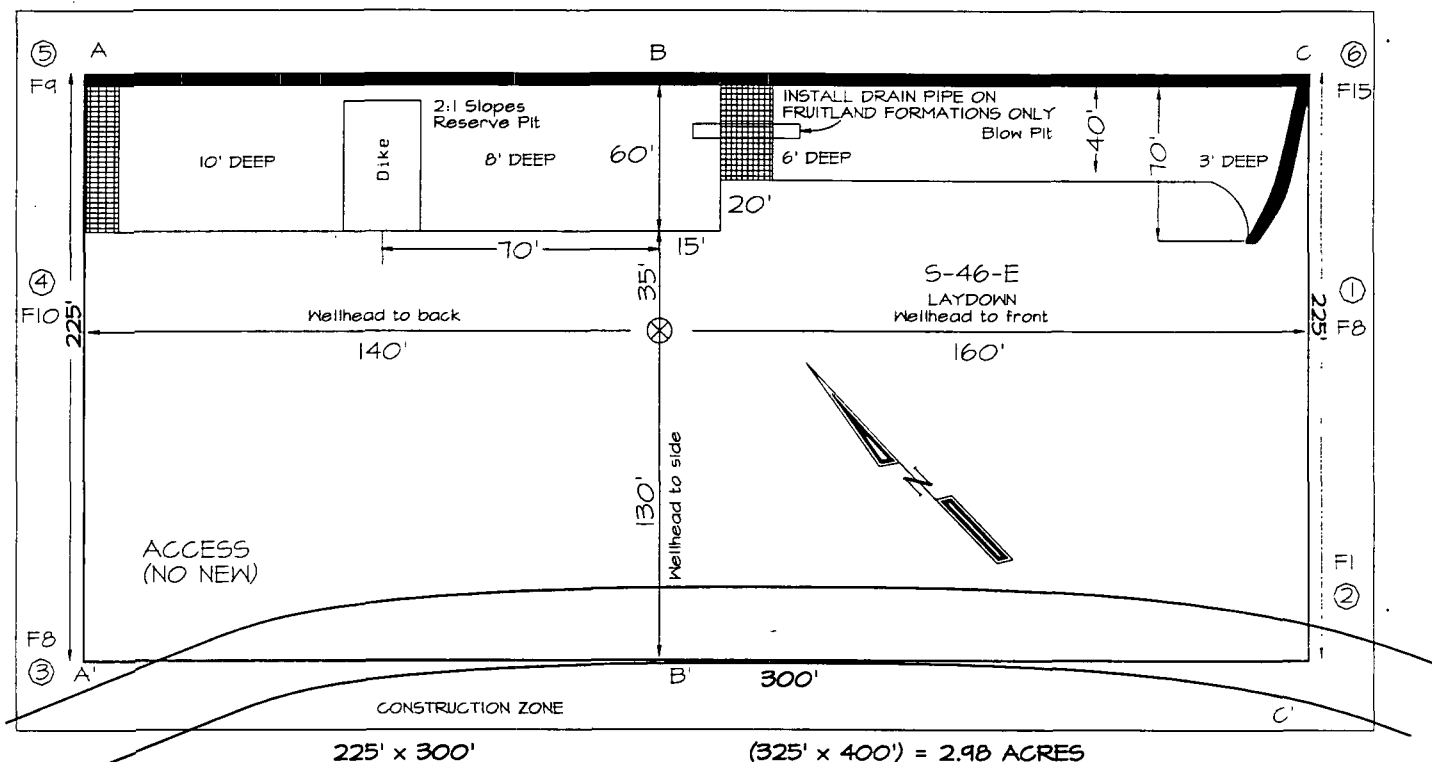 ⑤ A B C ⑥
F9 F15
2:1 Slopes
Reserve Pit
INSTALL DRAIN PIPE ON
FRUITLAND FORMATIONS ONLY
Blow Pit
10' DEEP
Dike
8' DEEP
60'
6' DEEP
40'
70'
3' DEEP
20'
70'
15'
35'
S-46-E
LAYDOWN
Wellhead to front
④
F10
225'
Wellhead to back
140'
160'
225'
①
F8
130'
Wellhead to side
N
ACCESS
(NO NEW)
F1
②
F8
③ A' B' 300'
CONSTRUCTION ZONE
C'
225' x 300' (325' x 400') = 2.98 ACRES